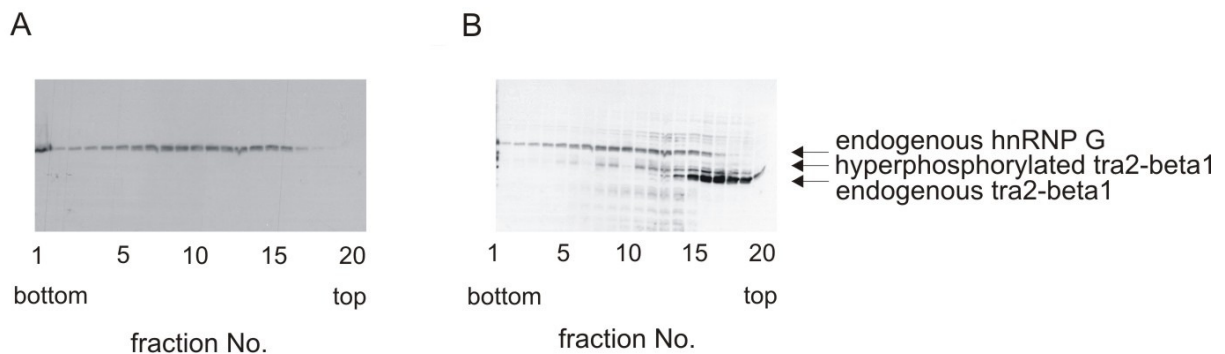 A
B
endogenous hnRNP G
hyperphosphorylated tra2-beta1
endogenous tra2-beta1
1 5 10 15 20
bottom top
fraction No.
1 5 10 15 20
bottom top
fraction No.